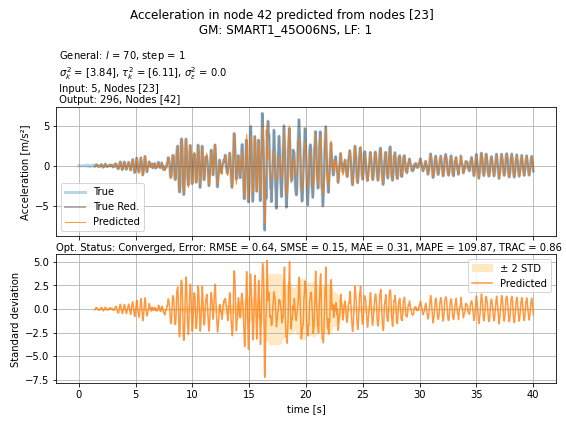 Acceleration in node 42 predicted from nodes [23]
GM: SMART1_45O06NS, LF: 1
General: l = 70, step = 1
σ²_k = [3.84], τ²_k = [6.11], σ²_ε = 0.0
Input: 5, Nodes [23]
Output: 296, Nodes [42]
Acceleration [m/s²]
5
0
−5
True
True Red.
Predicted
Opt. Status: Converged, Error: RMSE = 0.64, SMSE = 0.15, MAE = 0.31, MAPE = 109.87, TRAC = 0.86
Standard deviation
5.0
2.5
0.0
−2.5
−5.0
−7.5
± 2 STD
Predicted
0 5 10 15 20 25 30 35 40
time [s]